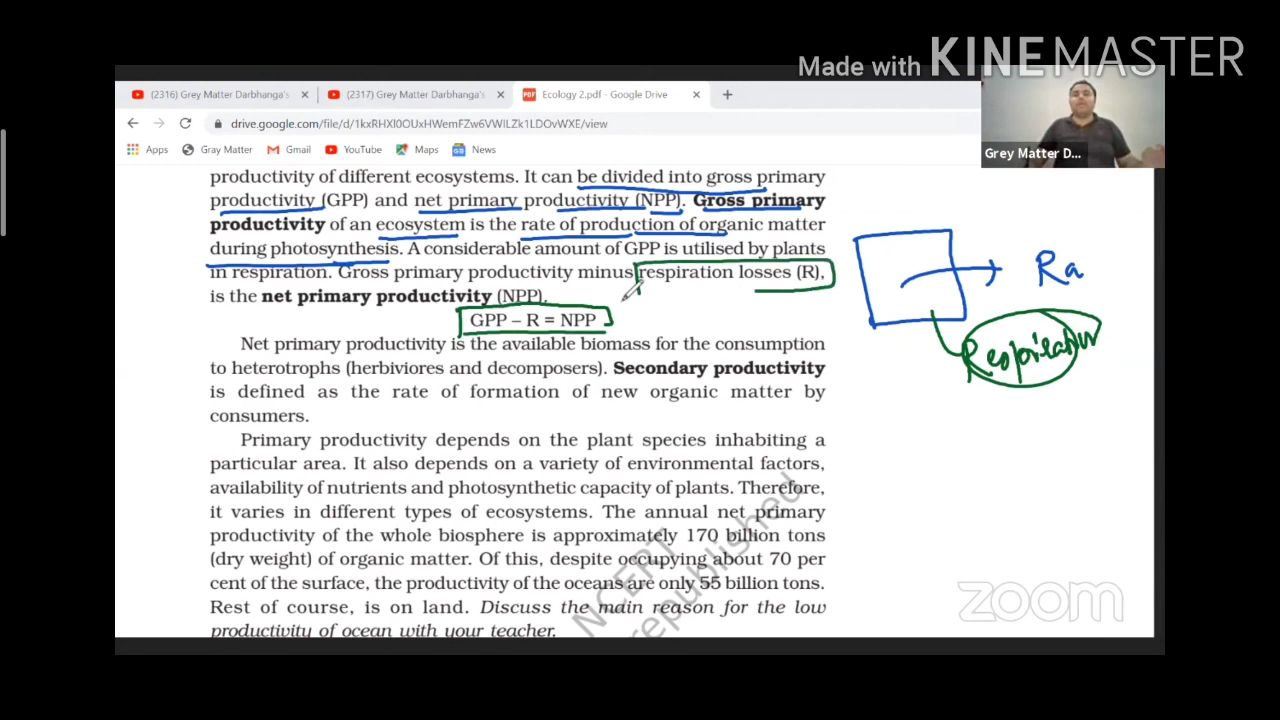 Made with KINEMASTER
(2316) Grey Matter Darbhanga's
(2317) Grey Matter Darbhanga's
Ecology 2.pdf - Google Drive
drive.google.com/file/d/1kxRHXl0OUxHWemFZw6VWILZk1LDOvWXE/view
Apps Gray Matter Gmail YouTube Maps News
Grey Matter D...
productivity of different ecosystems. It can be divided into gross primary
productivity (GPP) and net primary productivity (NPP). Gross primary
productivity of an ecosystem is the rate of production of organic matter
during photosynthesis. A considerable amount of GPP is utilised by plants
in respiration. Gross primary productivity minus respiration losses (R),
is the net primary productivity (NPP).
GPP – R = NPP
Net primary productivity is the available biomass for the consumption
to heterotrophs (herbiviores and decomposers). Secondary productivity
is defined as the rate of formation of new organic matter by
consumers.
Primary productivity depends on the plant species inhabiting a
particular area. It also depends on a variety of environmental factors,
availability of nutrients and photosynthetic capacity of plants. Therefore,
it varies in different types of ecosystems. The annual net primary
productivity of the whole biosphere is approximately 170 billion tons
(dry weight) of organic matter. Of this, despite occupying about 70 per
cent of the surface, the productivity of the oceans are only 55 billion tons.
Rest of course, is on land. Discuss the main reason for the low
productivity of ocean with your teacher.
Ra
Respiration
NCERT
republished
zoom